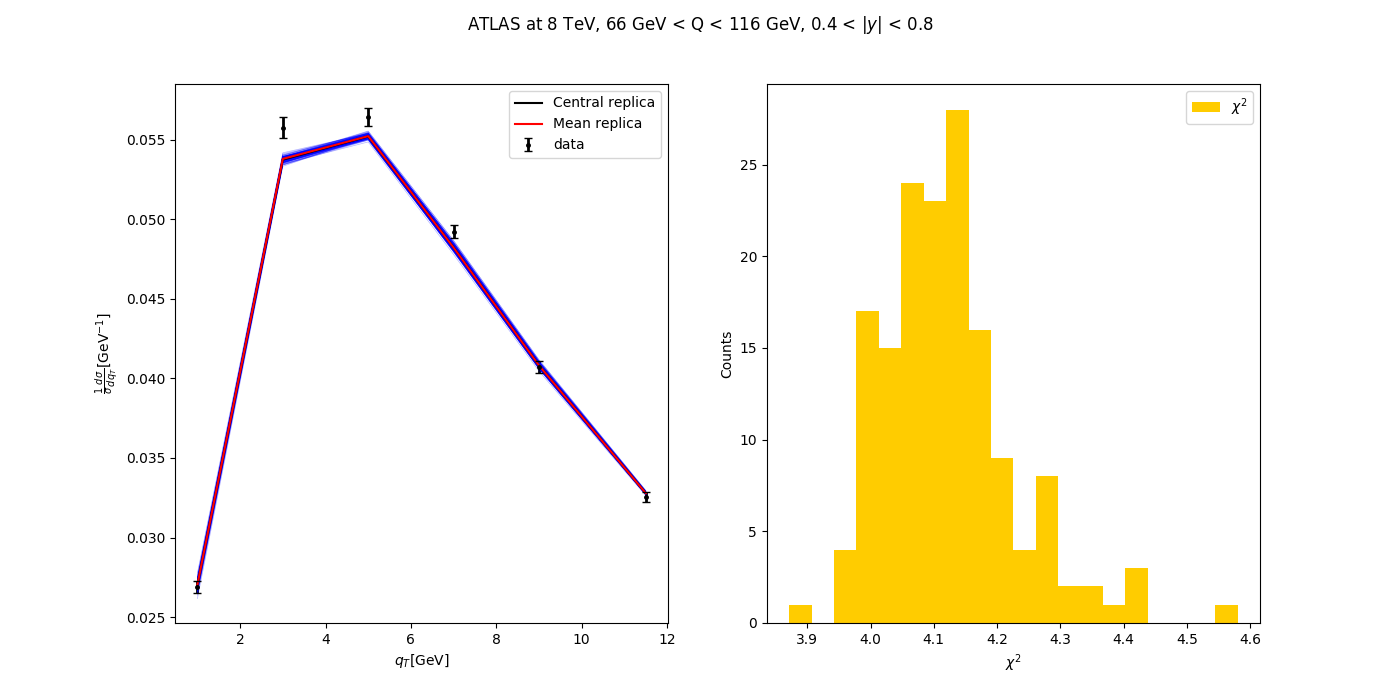 ATLAS at 8 TeV, 66 GeV < Q < 116 GeV, 0.4 < |y| < 0.8
Central replica
Mean replica
data
0.055
0.050
0.045
0.040
0.035
0.030
0.025
1/σ dσ/dq_T [GeV⁻¹]
2 4 6 8 10 12
q_T [GeV]
χ²
25
20
15
10
5
0
Counts
3.9 4.0 4.1 4.2 4.3 4.4 4.5 4.6
χ²